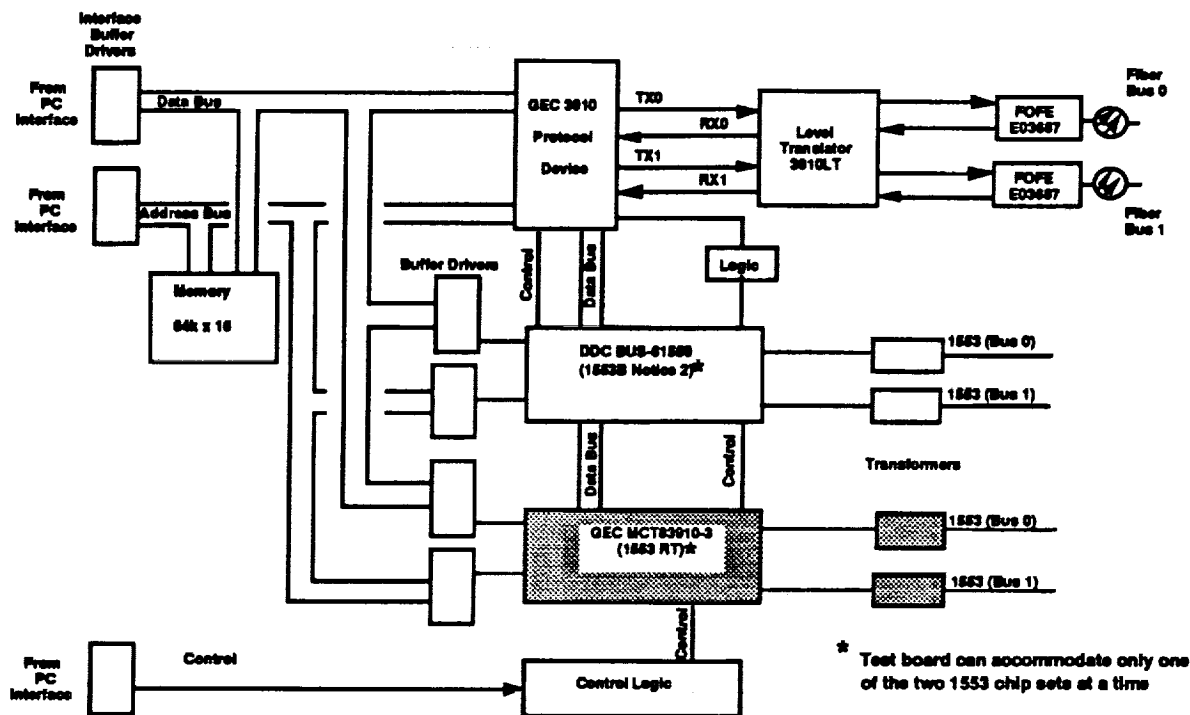 Interface
Buffer
Drivers
From
PC
Interface
Data Bus
GEC 3910
Protocol
Device
TX0
RX0
TX1
RX1
Level
Translator
3910LT
FOFE
E03687
FOFE
E03687
Fiber
Bus 0
Fiber
Bus 1
From
PC
Interface
Address Bus
Memory
64k x 16
Buffer Drivers
Control
Data Bus
Logic
DDC BUS-61559
(1553B Notice 2)*
1553 (Bus 0)
1553 (Bus 1)
Data Bus
Control
Transformers
GEC MCT83910-3
(1553 RT)*
1553 (Bus 0)
1553 (Bus 1)
Control
From
PC
Interface
Control
Control Logic
* Test board can accommodate only one
of the two 1553 chip sets at a time